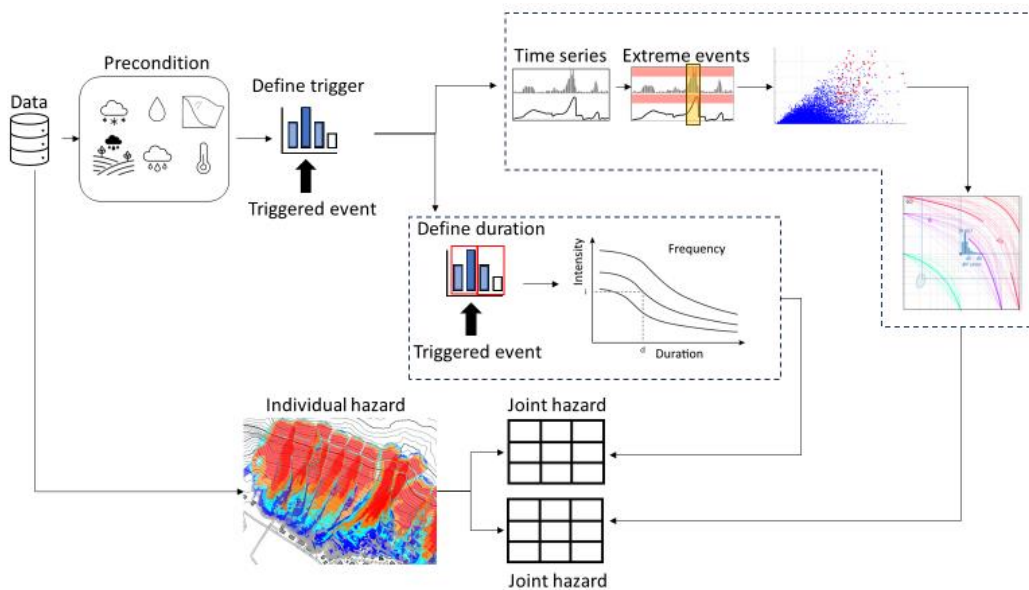 Precondition
Data
Define trigger
Triggered event
Time series
Extreme events
Define duration
Triggered event
Intensity
Frequency
d
Duration
Individual hazard
Joint hazard
Joint hazard